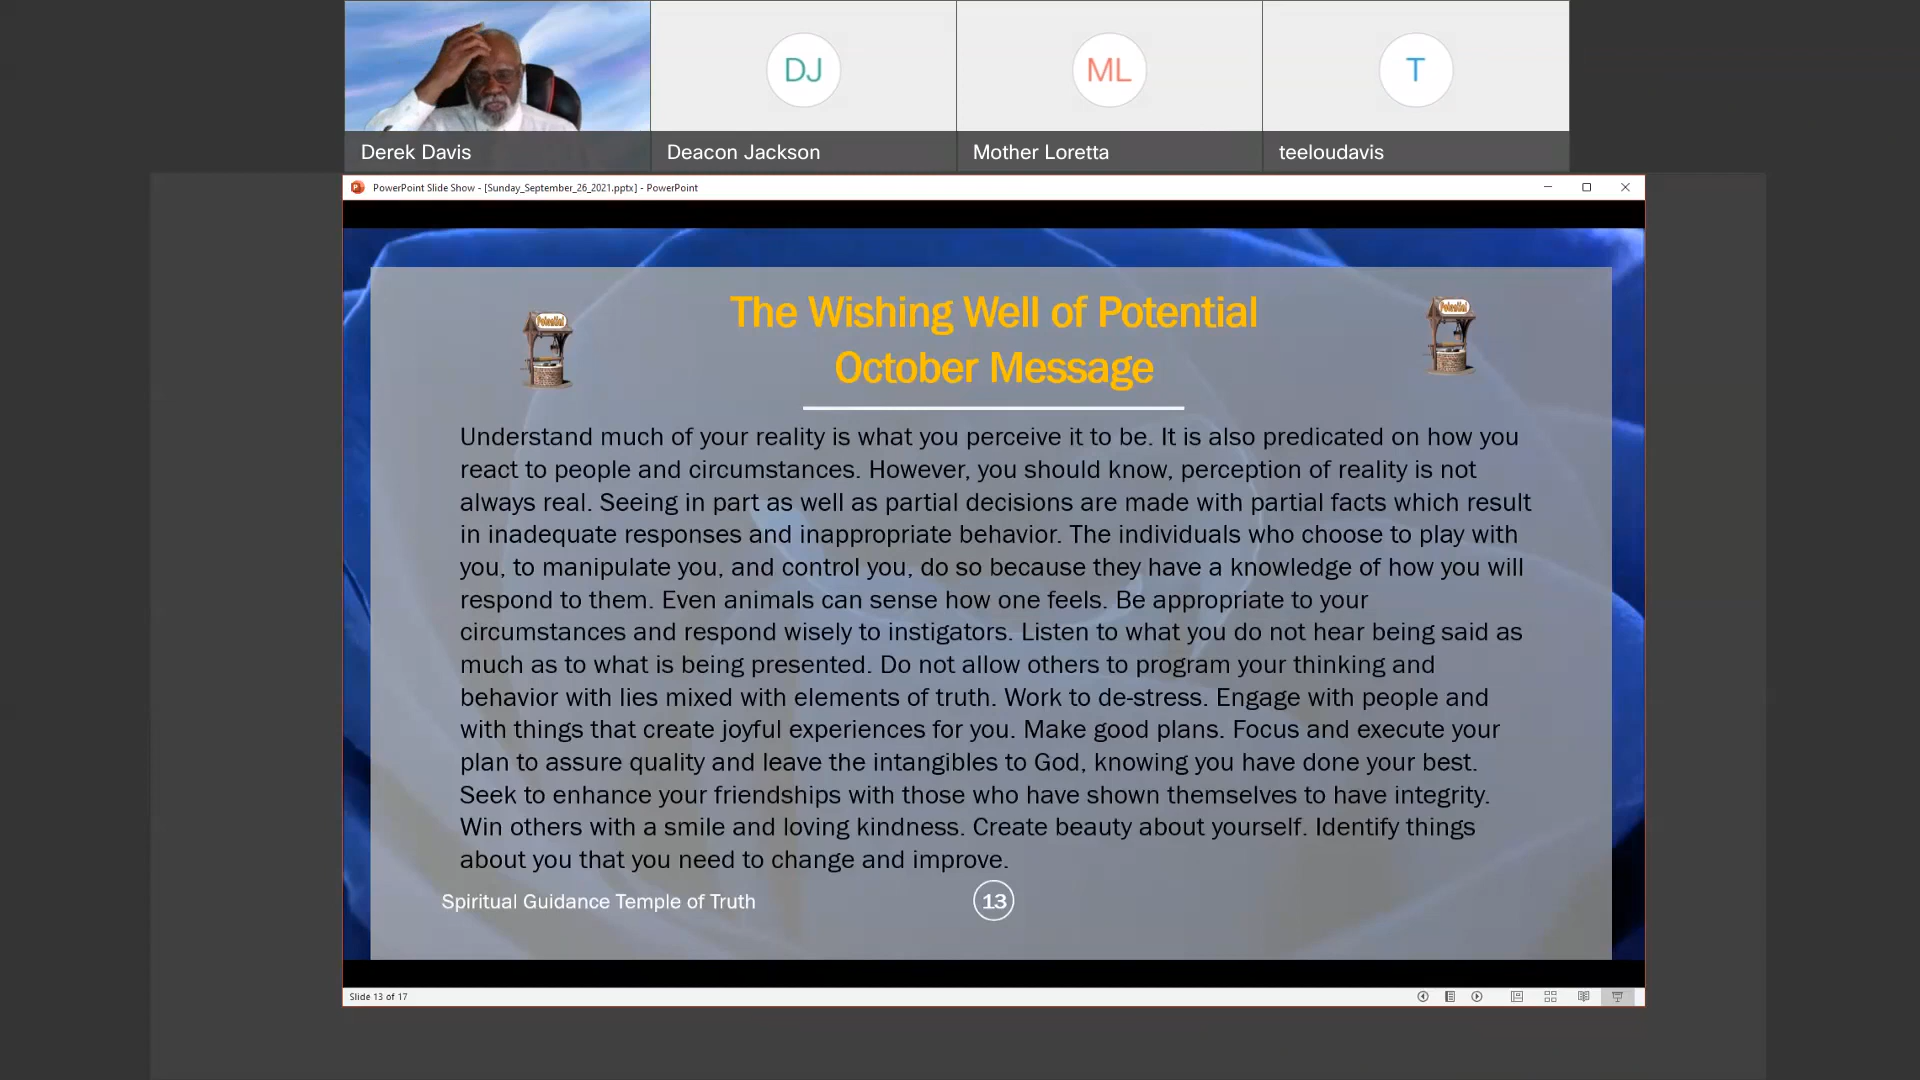 DJ
ML
T
Derek Davis
Deacon Jackson
Mother Loretta
teeloudavis
PowerPoint Slide Show - [Sunday_September_26_2021.pptx] - PowerPoint
Potential
Potential
The Wishing Well of Potential
October Message
Understand much of your reality is what you perceive it to be. It is also predicated on how you
react to people and circumstances. However, you should know, perception of reality is not
always real. Seeing in part as well as partial decisions are made with partial facts which result
in inadequate responses and inappropriate behavior. The individuals who choose to play with
you, to manipulate you, and control you, do so because they have a knowledge of how you will
respond to them. Even animals can sense how one feels. Be appropriate to your
circumstances and respond wisely to instigators. Listen to what you do not hear being said as
much as to what is being presented. Do not allow others to program your thinking and
behavior with lies mixed with elements of truth. Work to de-stress. Engage with people and
with things that create joyful experiences for you. Make good plans. Focus and execute your
plan to assure quality and leave the intangibles to God, knowing you have done your best.
Seek to enhance your friendships with those who have shown themselves to have integrity.
Win others with a smile and loving kindness. Create beauty about yourself. Identify things
about you that you need to change and improve.
Spiritual Guidance Temple of Truth
13
Slide 13 of 17